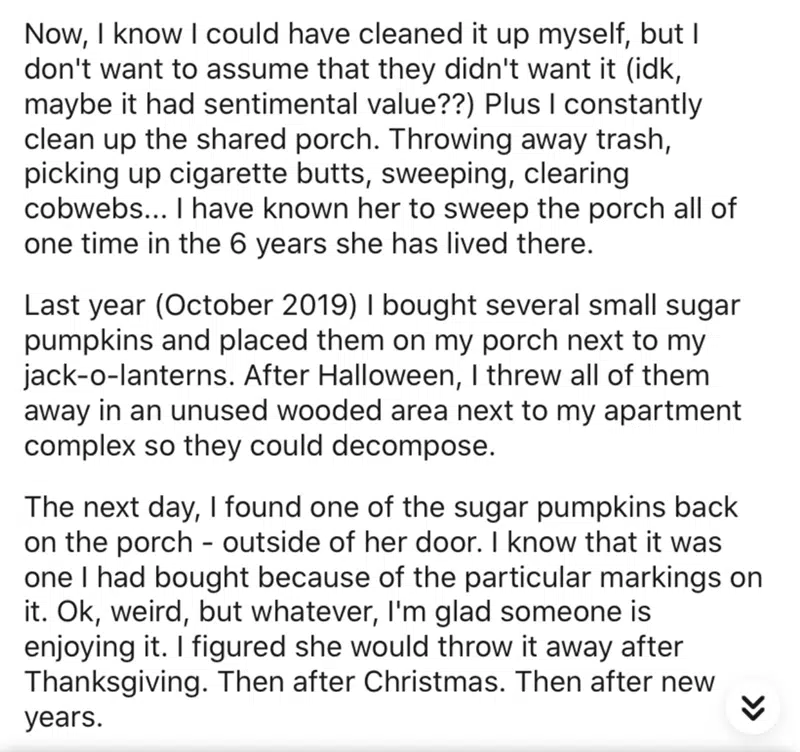 Now, I know I could have cleaned it up myself, but I
don't want to assume that they didn't want it (idk,
maybe it had sentimental value??) Plus I constantly
clean up the shared porch. Throwing away trash,
picking up cigarette butts, sweeping, clearing
cobwebs... I have known her to sweep the porch all of
one time in the 6 years she has lived there.
Last year (October 2019) I bought several small sugar
pumpkins and placed them on my porch next to my
jack-o-lanterns. After Halloween, I threw all of them
away in an unused wooded area next to my apartment
complex so they could decompose.
The next day, I found one of the sugar pumpkins back
on the porch - outside of her door. I know that it was
one I had bought because of the particular markings on
it. Ok, weird, but whatever, I'm glad someone is
enjoying it. I figured she would throw it away after
Thanksgiving. Then after Christmas. Then after new
years.